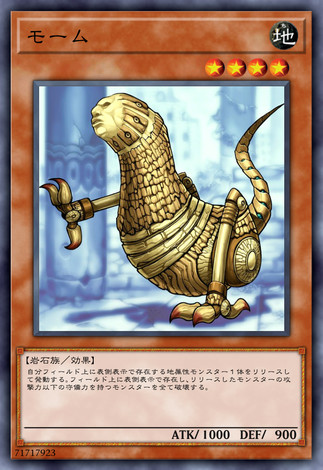 モーム
地
【岩石族／効果】
自分フィールド上に表側表示で存在する地属性モンスター１体をリリースし
て発動する。フィールド上に表側表示で存在し、リリースしたモンスターの攻
撃力以下の守備力を持つモンスターを全て破壊する。
ATK/ 1000 DEF/ 900
71717923